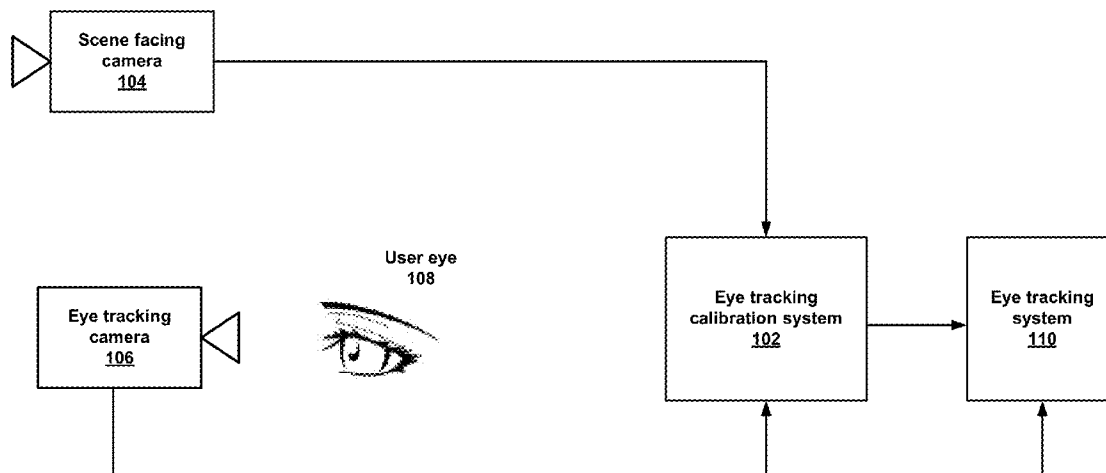 Scene facing
camera
104
User eye
108
Eye tracking
camera
106
Eye tracking
calibration system
102
Eye tracking
system
110